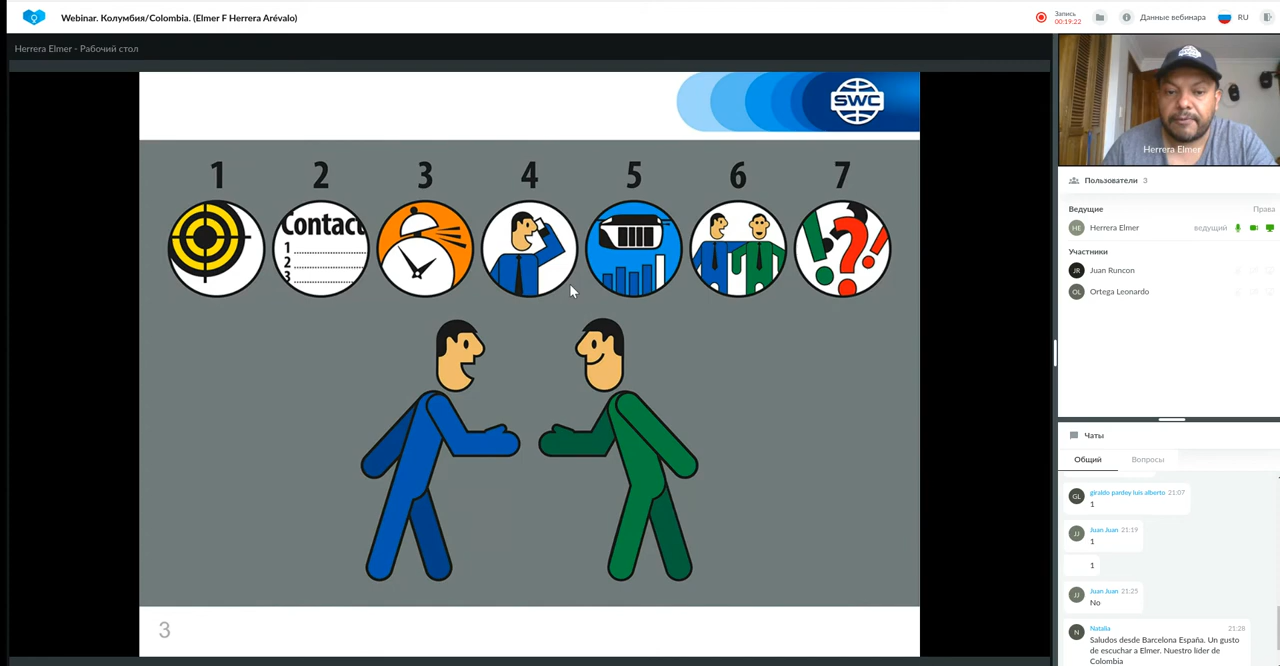 Webinar. Колумбия/Colombia. (Elmer F Herrera Arévalo)
Запись
00:19:22
Данные вебинара
RU
Herrera Elmer - Рабочий стол
SWC
1 2 3 4 5 6 7
Contact
1
2
3
3
Herrera Elmer
Пользователи 3
Ведущие Права
HE Herrera Elmer ведущий
Участники
JR Juan Runcon
OL Ortega Leonardo
Чаты
Общий Вопросы
GL giraldo pardey luis alberto 21:07
1
JJ Juan Juan 21:19
1
1
JJ Juan Juan 21:25
No
N Natalia 21:28
Saludos desde Barcelona España. Un gusto
de escuchar a Elmer. Nuestro líder de
Colombia